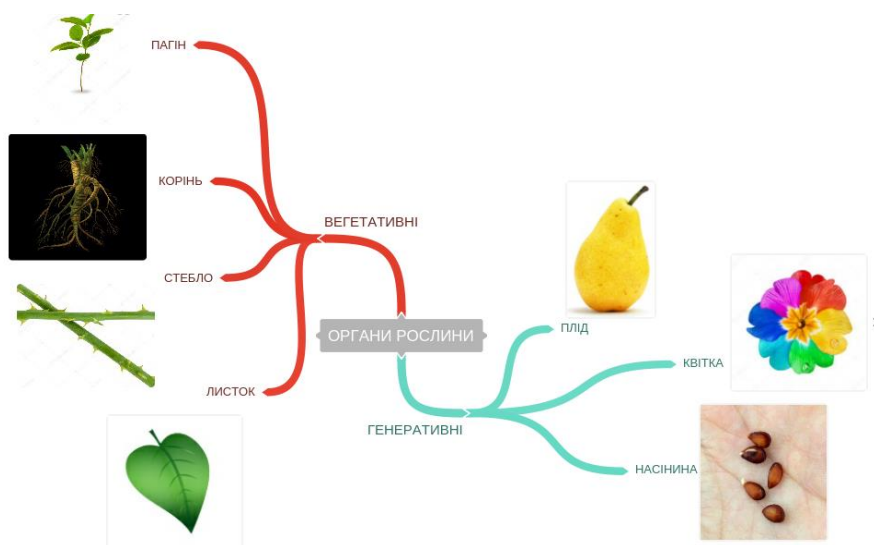 ПАГІН
КОРІНЬ
ВЕГЕТАТИВНІ
СТЕБЛО
ОРГАНИ РОСЛИНИ
ПЛІД
КВІТКА
ЛИСТОК
ГЕНЕРАТИВНІ
НАСІНИНА